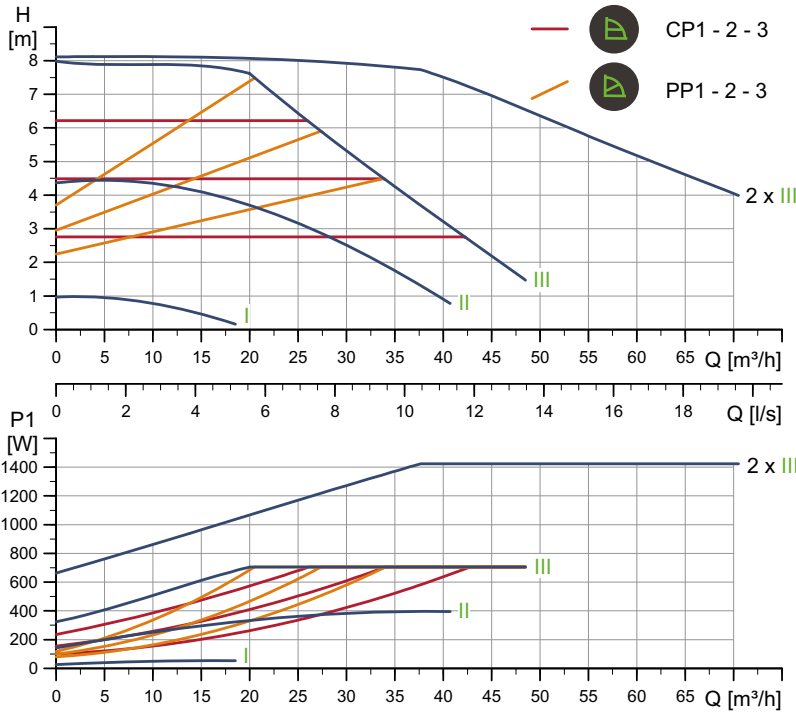 H
[m]
8
7
6
5
4
3
2
1
0
CP1 - 2 - 3
PP1 - 2 - 3
2 x III
III
II
I
0 5 10 15 20 25 30 35 40 45 50 55 60 65 Q [m³/h]
0 2 4 6 8 10 12 14 16 18 Q [l/s]
P1
[W]
1400
1200
1000
800
600
400
200
0
2 x III
III
II
I
0 5 10 15 20 25 30 35 40 45 50 55 60 65 Q [m³/h]